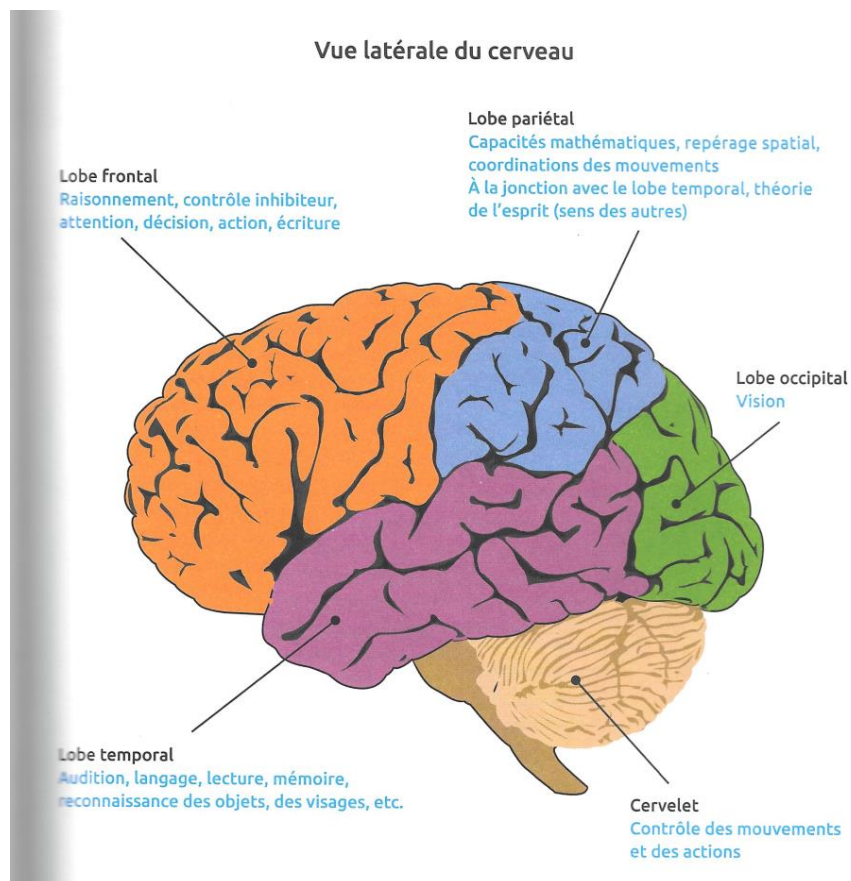 Vue latérale du cerveau
Lobe pariétal
Capacités mathématiques, repérage spatial,
coordinations des mouvements
À la jonction avec le lobe temporal, théorie
de l'esprit (sens des autres)
Lobe frontal
Raisonnement, contrôle inhibiteur,
attention, décision, action, écriture
Lobe occipital
Vision
Lobe temporal
Audition, langage, lecture, mémoire,
reconnaissance des objets, des visages, etc.
Cervelet
Contrôle des mouvements
et des actions